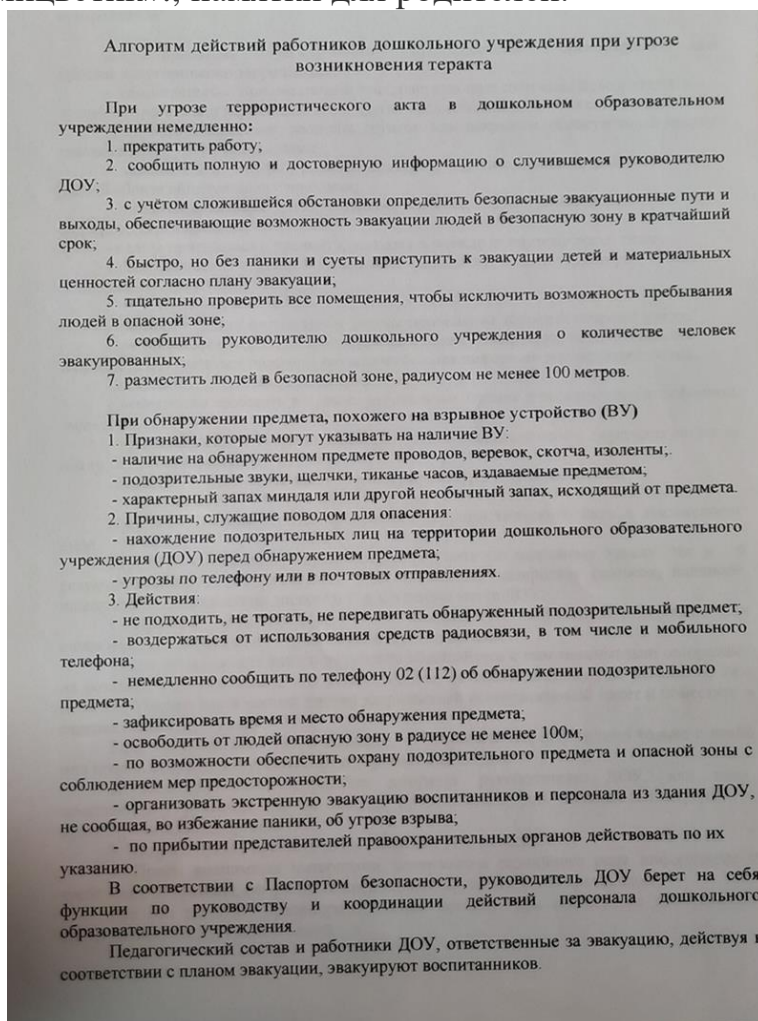 памятки для родителей.
Алгоритм действий работников дошкольного учреждения при угрозе
возникновения теракта
При угрозе террористического акта в дошкольном образовательном
учреждении немедленно:
1. прекратить работу;
2. сообщить полную и достоверную информацию о случившемся руководителю
ДОУ;
3. с учётом сложившейся обстановки определить безопасные эвакуационные пути и
выходы, обеспечивающие возможность эвакуации людей в безопасную зону в кратчайший
срок;
4. быстро, но без паники и суеты приступить к эвакуации детей и материальных
ценностей согласно плану эвакуации;
5. тщательно проверить все помещения, чтобы исключить возможность пребывания
людей в опасной зоне;
6. сообщить руководителю дошкольного учреждения о количестве человек
эвакуированных;
7. разместить людей в безопасной зоне, радиусом не менее 100 метров.
При обнаружении предмета, похожего на взрывное устройство (ВУ)
1. Признаки, которые могут указывать на наличие ВУ:
- наличие на обнаруженном предмете проводов, веревок, скотча, изоленты;.
- подозрительные звуки, щелчки, тиканье часов, издаваемые предметом;
- характерный запах миндаля или другой необычный запах, исходящий от предмета.
2. Причины, служащие поводом для опасения:
- нахождение подозрительных лиц на территории дошкольного образовательного
учреждения (ДОУ) перед обнаружением предмета;
- угрозы по телефону или в почтовых отправлениях.
3. Действия:
- не подходить, не трогать, не передвигать обнаруженный подозрительный предмет;
- воздержаться от использования средств радиосвязи, в том числе и мобильного
телефона;
- немедленно сообщить по телефону 02 (112) об обнаружении подозрительного
предмета;
- зафиксировать время и место обнаружения предмета;
- освободить от людей опасную зону в радиусе не менее 100м;
- по возможности обеспечить охрану подозрительного предмета и опасной зоны с
соблюдением мер предосторожности;
- организовать экстренную эвакуацию воспитанников и персонала из здания ДОУ,
не сообщая, во избежание паники, об угрозе взрыва;
- по прибытии представителей правоохранительных органов действовать по их
указанию.
В соответствии с Паспортом безопасности, руководитель ДОУ берет на себя
функции по руководству и координации действий персонала дошкольного
образовательного учреждения.
Педагогический состав и работники ДОУ, ответственные за эвакуацию, действуя
соответствии с планом эвакуации, эвакуируют воспитанников.